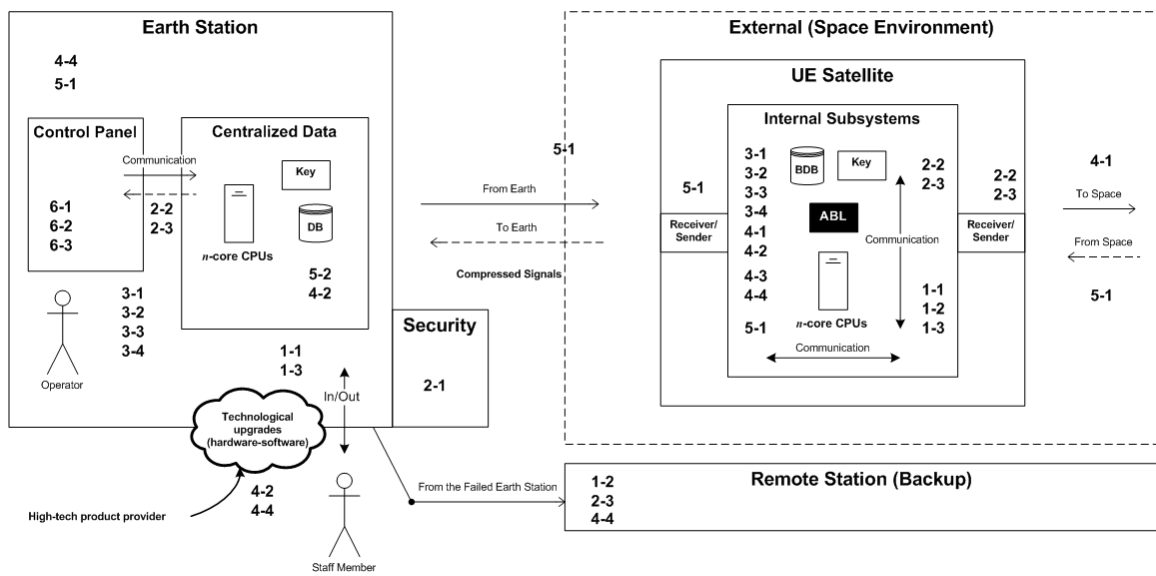 Earth Station
4-4
5-1
Control Panel
6-1
6-2
6-3
Communication
2-2
2-3
Centralized Data
Key
DB
n-core CPUs
5-2
4-2
3-1
3-2
3-3
3-4
Operator
1-1
1-3
In/Out
Security
2-1
Technological
upgrades
(hardware-software)
4-2
4-4
High-tech product provider
Staff Member
5-1
From Earth
To Earth
Compressed Signals
External (Space Environment)
UE Satellite
5-1
Receiver/
Sender
Internal Subsystems
3-1
3-2
3-3
3-4
4-1
4-2
4-3
4-4
5-1
BDB
Key
ABL
n-core CPUs
2-2
2-3
Communication
1-1
1-2
1-3
Communication
2-2
2-3
Receiver/
Sender
4-1
To Space
From Space
5-1
From the Failed Earth Station
Remote Station (Backup)
1-2
2-3
4-4